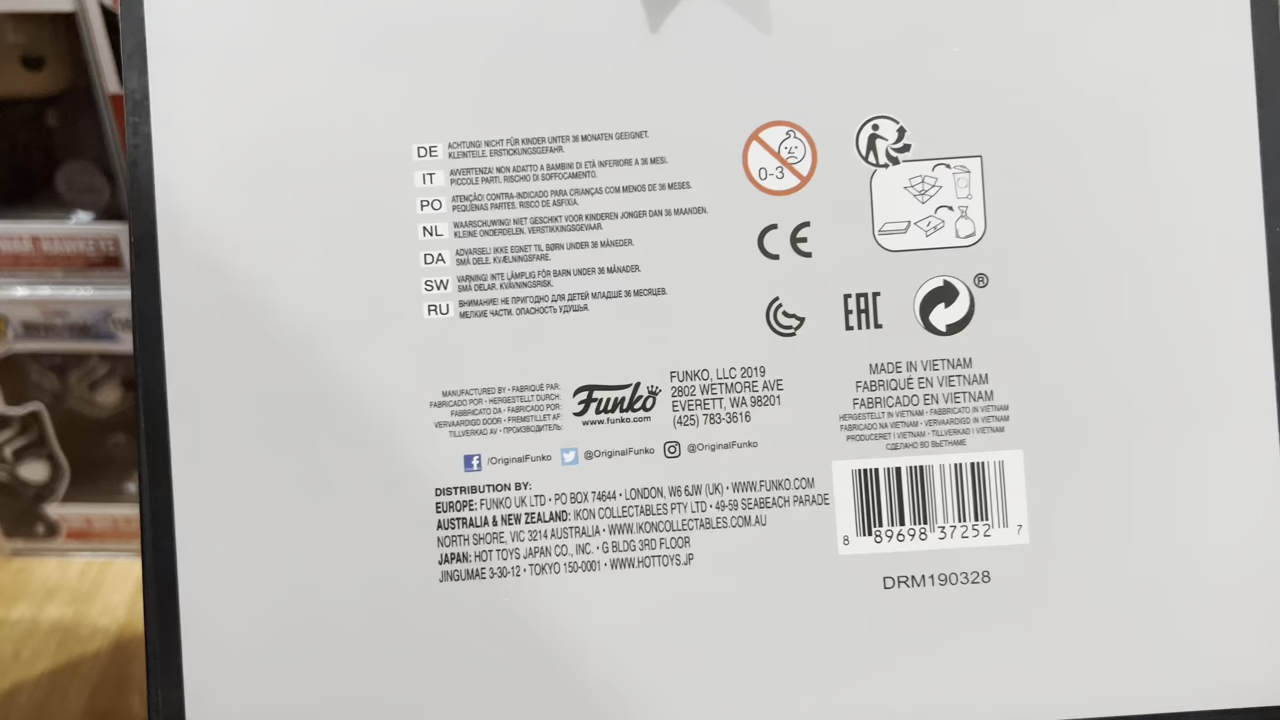 DE ACHTUNG! NICHT FÜR KINDER UNTER 36 MONATEN GEEIGNET.
KLEINTEILE. ERSTICKUNGSGEFAHR.
IT AVVERTENZA! NON ADATTO A BAMBINI DI ETÀ INFERIORE A 36 MESI.
PICCOLE PARTI. RISCHIO DI SOFFOCAMENTO.
PO ATENÇÃO! CONTRA-INDICADO PARA CRIANÇAS COM MENOS DE 36 MESES.
PEQUENAS PARTES. RISCO DE ASFIXIA.
NL WAARSCHUWING! NIET GESCHIKT VOOR KINDEREN JONGER DAN 36 MAANDEN.
KLEINE ONDERDELEN. VERSTIKKINGSGEVAAR.
DA ADVARSEL! IKKE EGNET TIL BØRN UNDER 36 MÅNEDER.
SMÅ DELE. KVÆLNINGSFARE.
SW VARNING! INTE LÄMPLIG FÖR BARN UNDER 36 MÅNADER.
SMÅ DELAR. KVÄVNINGSRISK.
RU ВНИМАНИЕ! НЕ ПРИГОДНО ДЛЯ ДЕТЕЙ МЛАДШЕ 36 МЕСЯЦЕВ.
МЕЛКИЕ ЧАСТИ. ОПАСНОСТЬ УДУШЬЯ.
0-3
CE
EAC
®
MANUFACTURED BY • FABRIQUÉ PAR:
FABRICADO POR • HERGESTELLT DURCH:
FABBRICATO DA • FABRICADO POR:
VERVAARDIGD DOOR • FREMSTILLET AF:
TILLVERKAD AV • ПРОИЗВОДИТЕЛЬ:
Funko
www.funko.com
FUNKO, LLC 2019
2802 WETMORE AVE
EVERETT, WA 98201
(425) 783-3616
/OriginalFunko @OriginalFunko @OriginalFunko
DISTRIBUTION BY:
EUROPE: FUNKO UK LTD • PO BOX 74644 • LONDON, W6 6JW (UK) • WWW.FUNKO.COM
AUSTRALIA & NEW ZEALAND: IKON COLLECTABLES PTY LTD • 49-59 SEABEACH PARADE
NORTH SHORE, VIC 3214 AUSTRALIA • WWW.IKONCOLLECTABLES.COM.AU
JAPAN: HOT TOYS JAPAN CO., INC. • G BLDG 3RD FLOOR
JINGUMAE 3-30-12 • TOKYO 150-0001 • WWW.HOTTOYS.JP
MADE IN VIETNAM
FABRIQUÉ EN VIETNAM
FABRICADO EN VIETNAM
HERGESTELLT IN VIETNAM • FABBRICATO IN VIETNAM
FABRICADO NA VIETNAM • VERVAARDIGD IN VIETNAM
PRODUCERET I VIETNAM • TILLVERKAD I VIETNAM
СДЕЛАНО ВО ВЬЕТНАМЕ
8 89698 37252 7
DRM190328